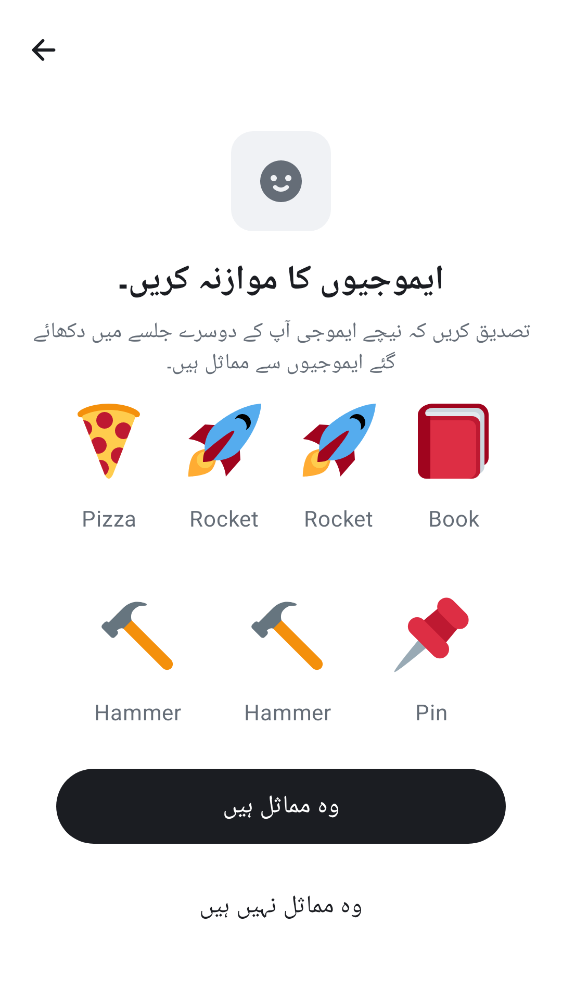 ایموجیوں کا موازنہ کریں۔
تصدیق کریں کہ نیچے ایموجی آپ کے دوسرے جلسے میں دکھائے
گئے ایموجیوں سے مماثل ہیں۔
Pizza Rocket Rocket Book
Hammer Hammer Pin
وہ مماثل ہیں
وہ مماثل نہیں ہیں